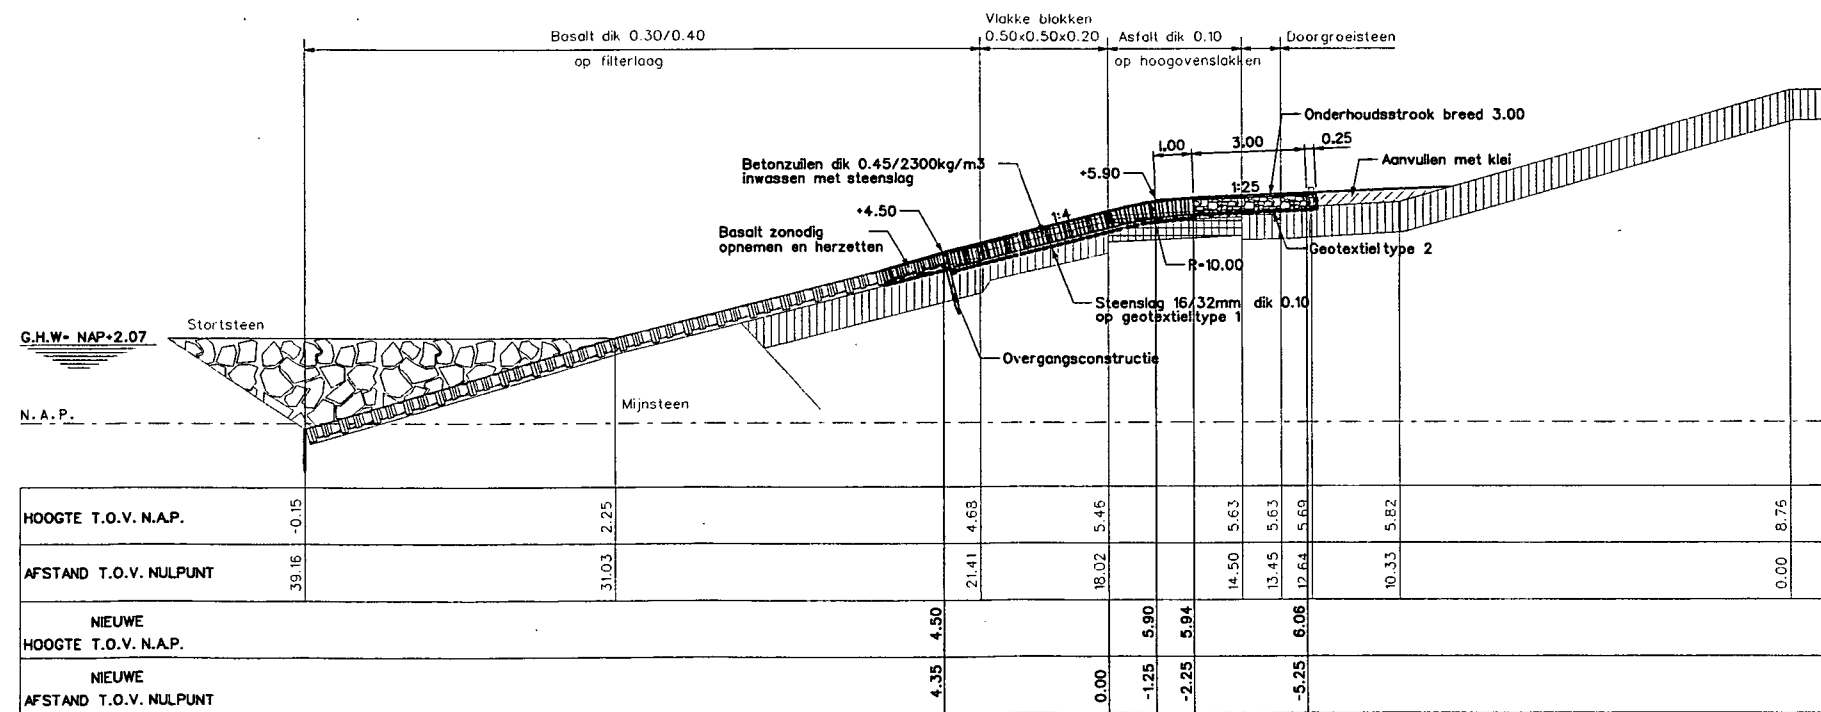 Vlakke blokken
Basalt dik 0.30/0.40
0.50x0.50x0.20
Asfalt dik 0.10
Doorgroeisteen
op filterlaag
op hoogovenslakken
Onderhoudsstrook breed 3.00
1.00
3.00
0.25
Betonzuilen dik 0.45/2300kg/m3
inwassen met steenslag
Aanvullen met klei
+5.90
1:25
+4.50
1:4
Basalt zonodig
opnemen en herzetten
Geotextiel type 2
R=10.00
Steenslag 16/32mm dik 0.10
op geotextiel type 1
Stortsteen
G.H.W= NAP+2.07
Overgangsconstructie
Mijnsteen
N.A.P.
HOOGTE T.O.V. N.A.P.
-0.15
2.25
4.68
5.46
5.63
5.63
5.69
5.82
8.76
AFSTAND T.O.V. NULPUNT
39.16
31.03
21.41
18.02
14.50
13.45
12.64
10.33
0.00
NIEUWE
HOOGTE T.O.V. N.A.P.
4.50
5.90
5.94
6.06
NIEUWE
AFSTAND T.O.V. NULPUNT
4.35
0.00
-1.25
-2.25
-5.25